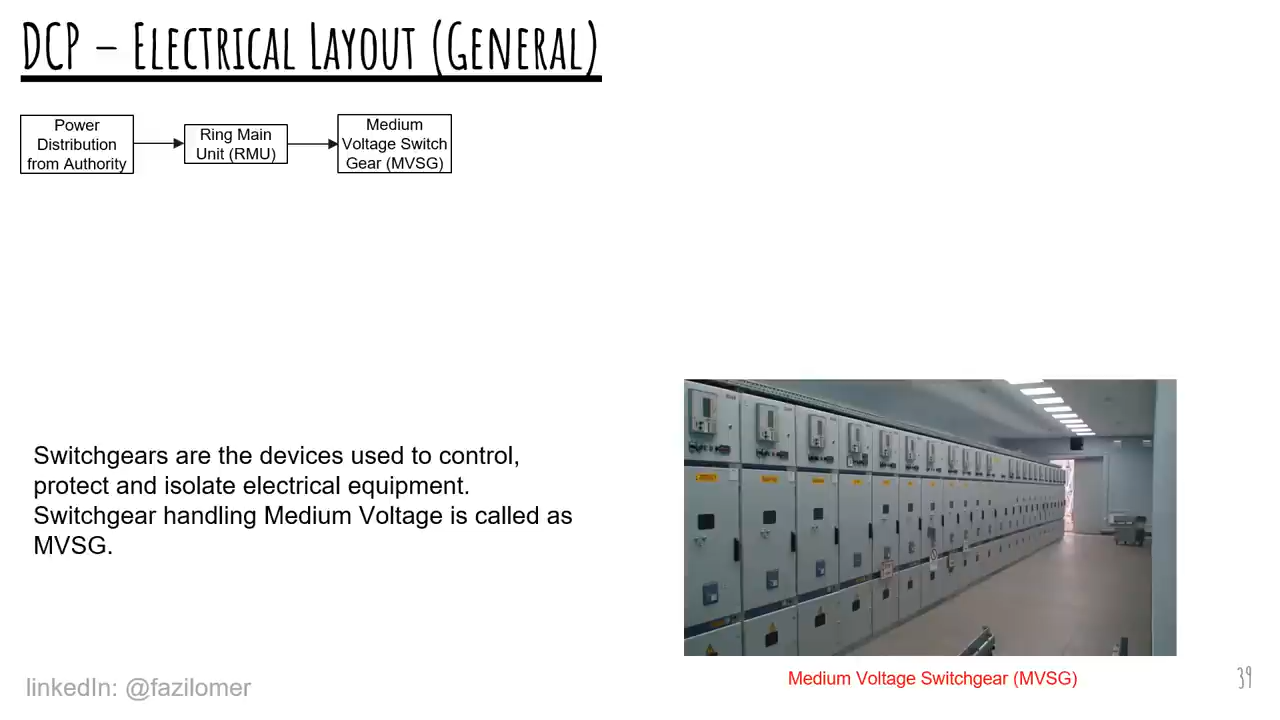 DCP – Electrical Layout (General)
Power
Distribution
from Authority
Ring Main
Unit (RMU)
Medium
Voltage Switch
Gear (MVSG)
Switchgears are the devices used to control,
protect and isolate electrical equipment.
Switchgear handling Medium Voltage is called as
MVSG.
Medium Voltage Switchgear (MVSG)
linkedIn: @fazilomer
39